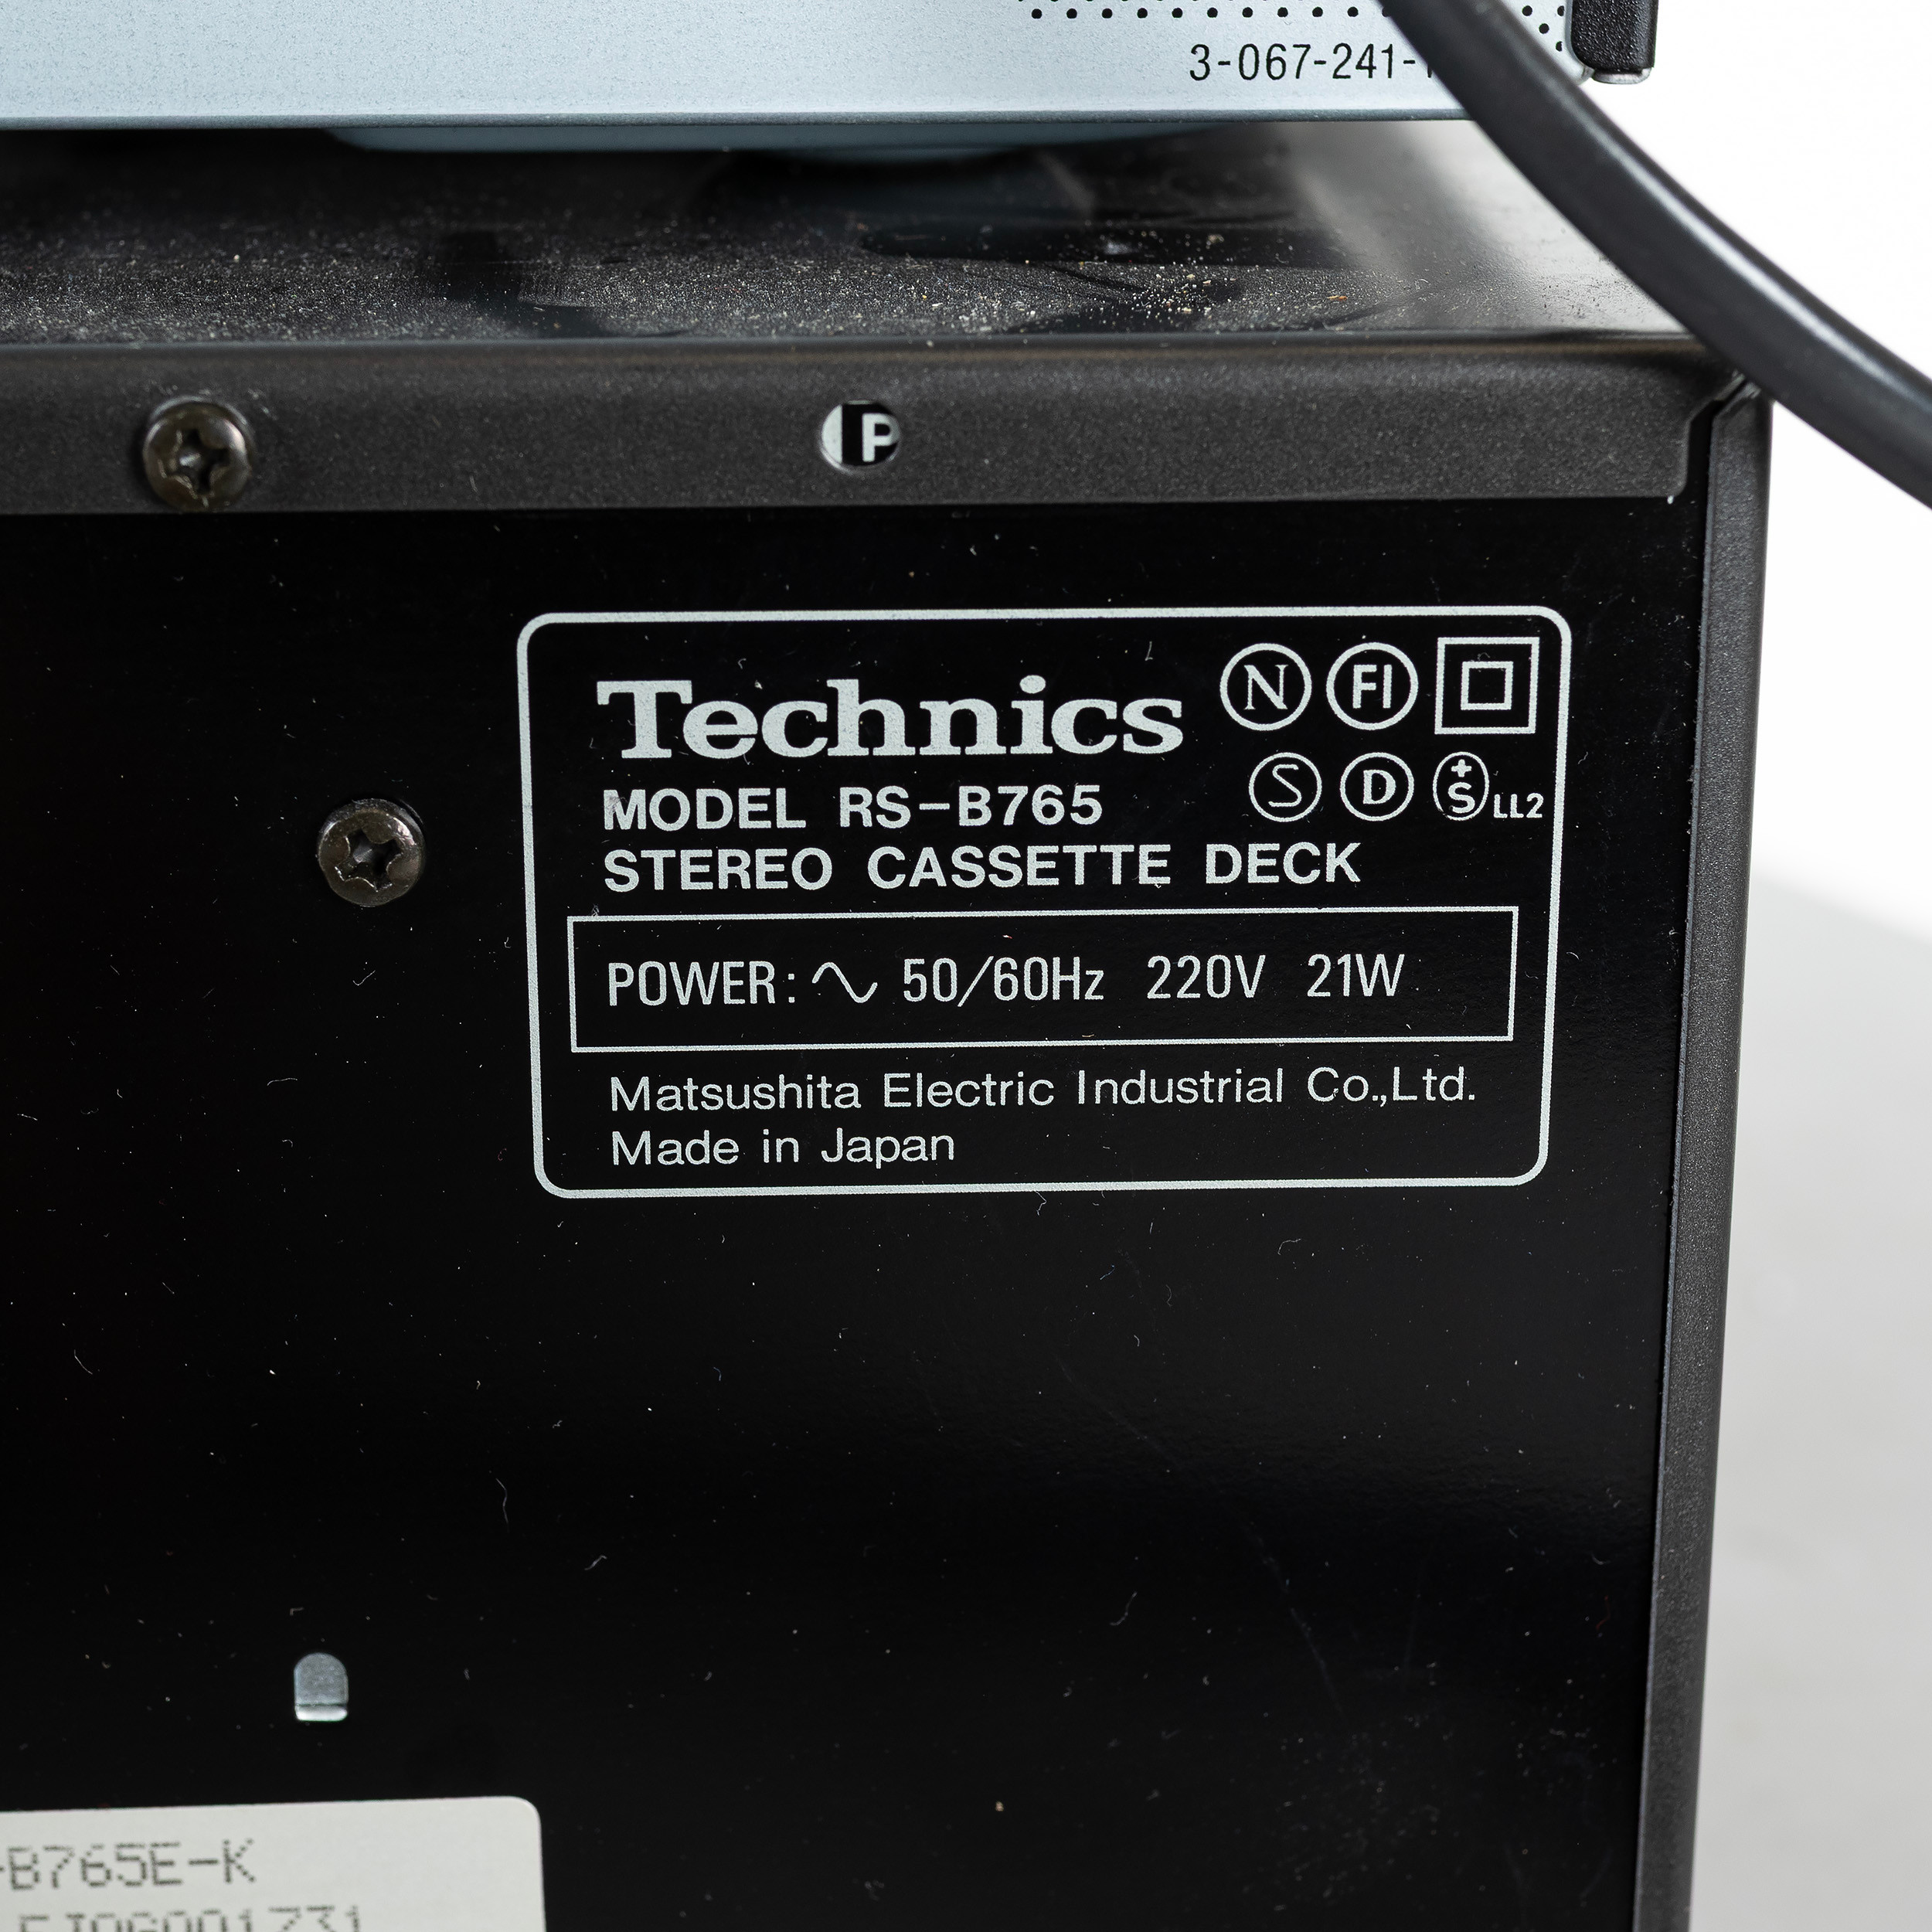 3-067-241-
P
Technics
N FI
MODEL RS-B765
S D +S LL2
STEREO CASSETTE DECK
POWER: ∿ 50/60Hz 220V 21W
Matsushita Electric Industrial Co.,Ltd.
Made in Japan
-B765E-K